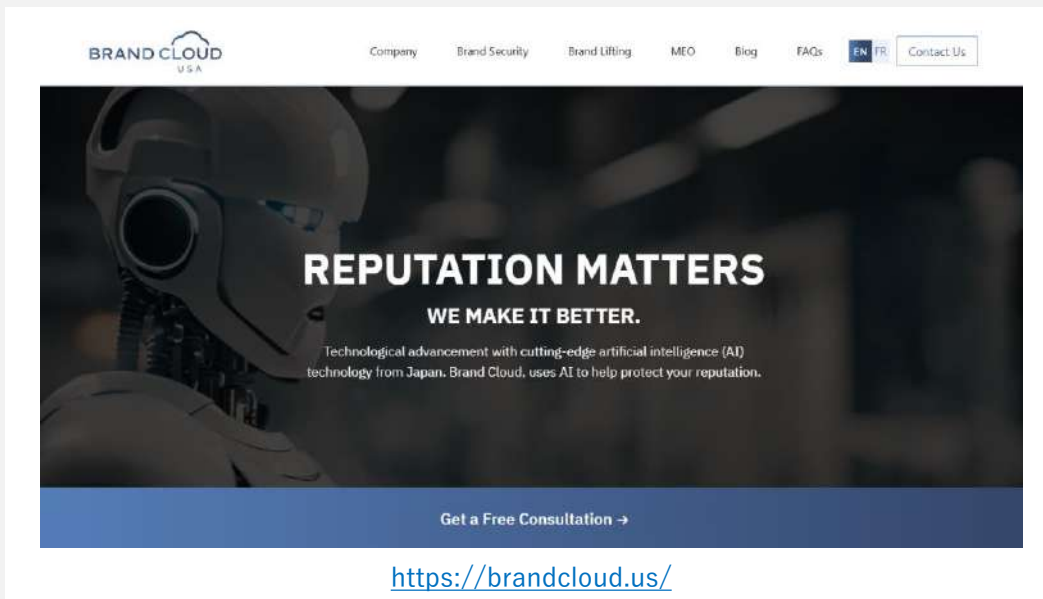 BRAND CLOUD
USA
Company Brand Security Brand Lifting MEO Blog FAQs EN FR Contact Us
REPUTATION MATTERS
WE MAKE IT BETTER.
Technological advancement with cutting-edge artificial intelligence (AI)
technology from Japan. Brand Cloud, uses AI to help protect your reputation.
Get a Free Consultation →
https://brandcloud.us/